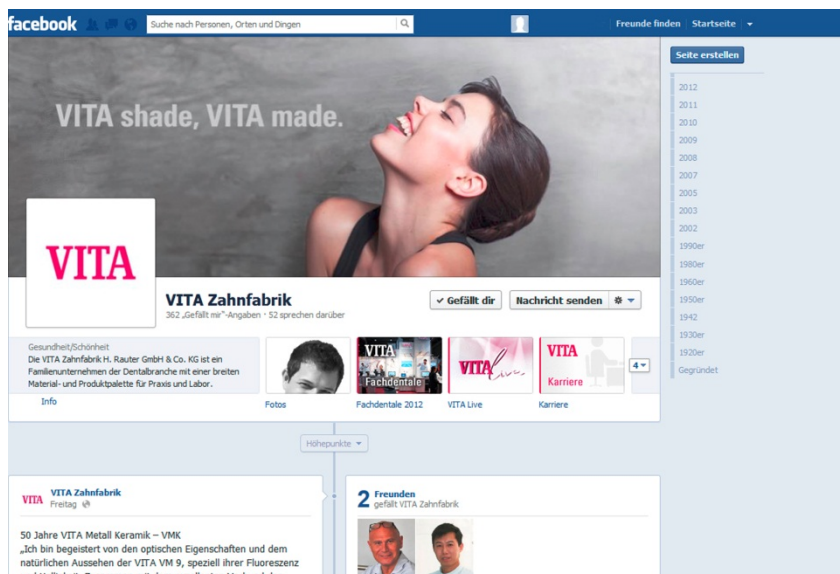 facebook
Suche nach Personen, Orten und Dingen
Freunde finden
Startseite
Seite erstellen
2012
2011
2010
2009
2008
2007
2005
2003
2002
1990er
1980er
1960er
1950er
1942
1930er
1920er
Gegründet
VITA shade, VITA made.
VITA
VITA Zahnfabrik
362 „Gefällt mir“-Angaben · 52 sprechen darüber
Gefällt dir
Nachricht senden
Gesundheit/Schönheit
Die VITA Zahnfabrik H. Rauter GmbH & Co. KG ist ein
Familienunternehmen der Dentalbranche mit einer breiten
Material- und Produktpalette für Praxis und Labor.
Info
Fotos
VITA
Fachdentale
Fachdentale 2012
VITA Live
VITA Live
VITA
Karriere
Karriere
4
Höhepunkte
VITA
VITA Zahnfabrik
Freitag
50 Jahre VITA Metall Keramik – VMK
„Ich bin begeistert von den optischen Eigenschaften und dem
natürlichen Aussehen der VITA VM 9, speziell ihrer Fluoreszenz
2 Freunden
gefällt VITA Zahnfabrik